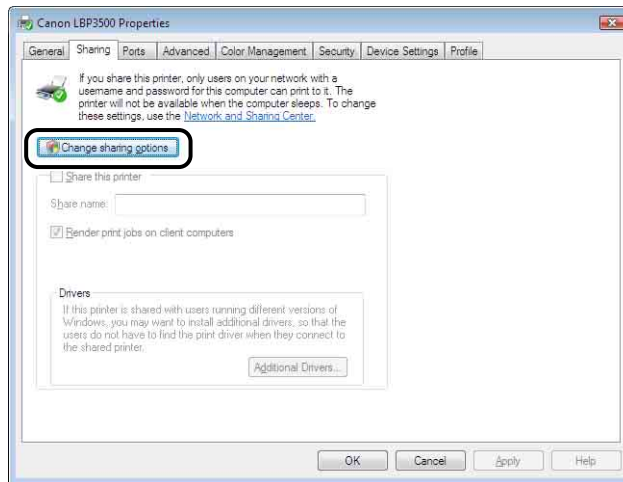 Canon LBP3500 Properties
General Sharing Ports Advanced Color Management Security Device Settings Profile
If you share this printer, only users on your network with a
username and password for this computer can print to it. The
printer will not be available when the computer sleeps. To change
these settings, use the Network and Sharing Center.
Change sharing options
Share this printer
Share name:
Render print jobs on client computers
Drivers
If this printer is shared with users running different versions of
Windows, you may want to install additional drivers, so that the
users do not have to find the print driver when they connect to
the shared printer.
Additional Drivers...
OK Cancel Apply Help